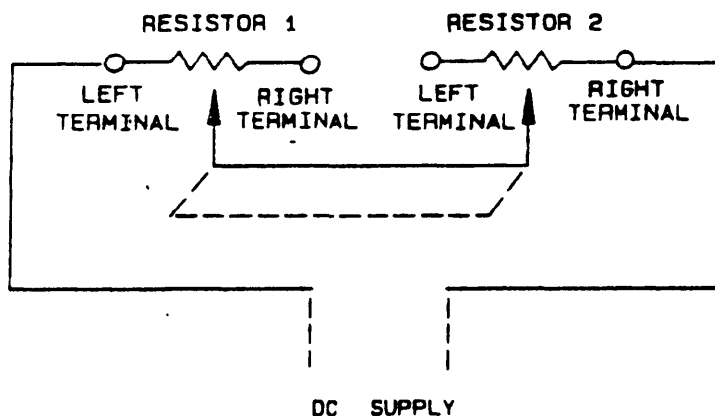 RESISTOR 1
RESISTOR 2
LEFT TERMINAL
RIGHT TERMINAL
LEFT TERMINAL
RIGHT TERMINAL
DC SUPPLY